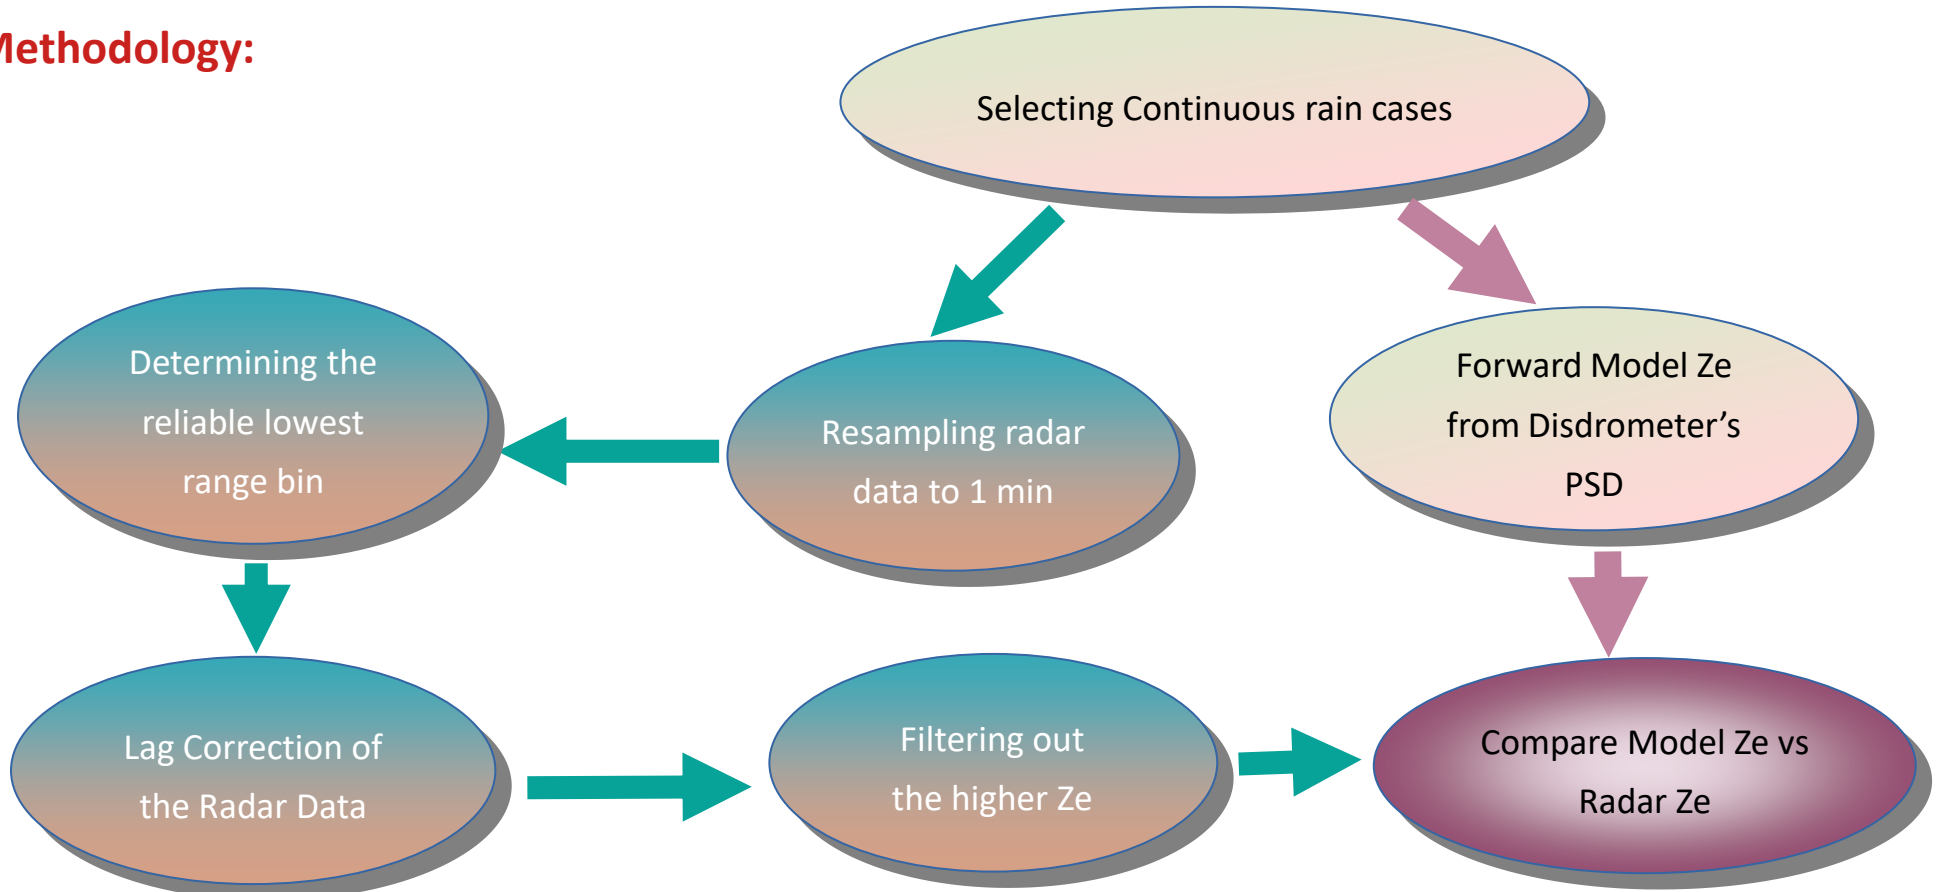 Methodology:
Selecting Continuous rain cases
Determining the
reliable lowest
range bin
Resampling radar
data to 1 min
Forward Model Ze
from Disdrometer’s
PSD
Lag Correction of
the Radar Data
Filtering out
the higher Ze
Compare Model Ze vs
Radar Ze